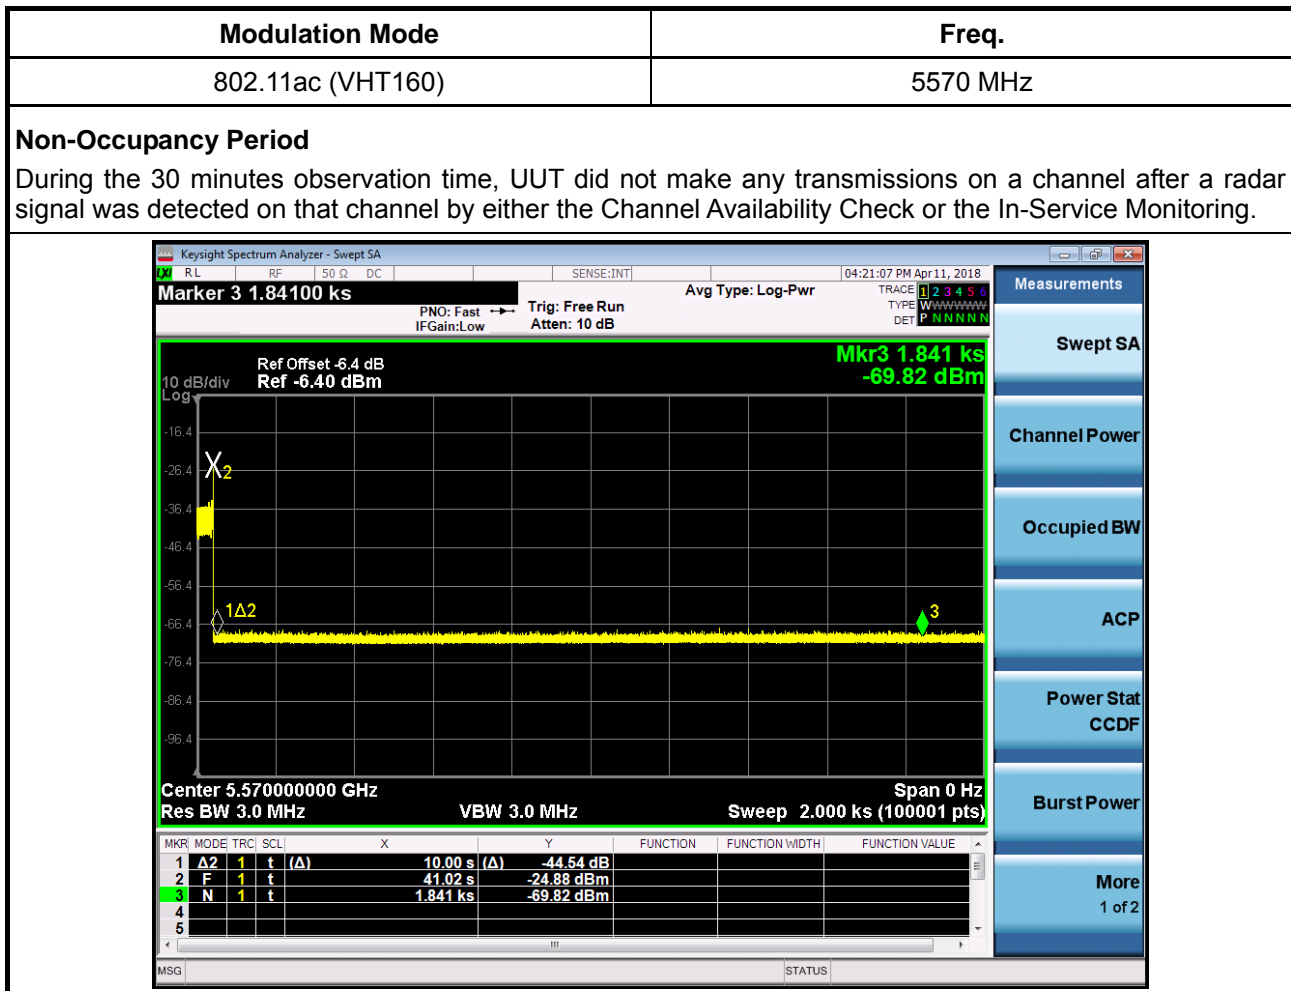 Modulation Mode Freq.
802.11ac (VHT160) 5570 MHz
Non-Occupancy Period
During the 30 minutes observation time, UUT did not make any transmissions on a channel after a radar
signal was detected on that channel by either the Channel Availability Check or the In-Service Monitoring.
Keysight Spectrum Analyzer - Swept SA
LXI RL RF 50 Ω DC SENSE:INT 04:21:07 PM Apr 11, 2018
Marker 3 1.84100 ks
PNO: Fast
IFGain:Low
Trig: Free Run
Atten: 10 dB
Avg Type: Log-Pwr
TRACE 1 2 3 4 5 6
TYPE WWWWWW
DET P N N N N N
Mkr3 1.841 ks
-69.82 dBm
Ref Offset -6.4 dB
10 dB/div Ref -6.40 dBm
Log
-16.4
-26.4
-36.4
-46.4
-56.4
-66.4
-76.4
-86.4
-96.4
2
1Δ2
3
Center 5.570000000 GHz Span 0 Hz
Res BW 3.0 MHz VBW 3.0 MHz Sweep 2.000 ks (100001 pts)
MKR MODE TRC SCL X Y FUNCTION FUNCTION WIDTH FUNCTION VALUE
1 Δ2 1 t (Δ) 10.00 s (Δ) -44.54 dB
2 F 1 t 41.02 s -24.88 dBm
3 N 1 t 1.841 ks -69.82 dBm
4
5
MSG STATUS
Measurements
Swept SA
Channel Power
Occupied BW
ACP
Power Stat
CCDF
Burst Power
More
1 of 2